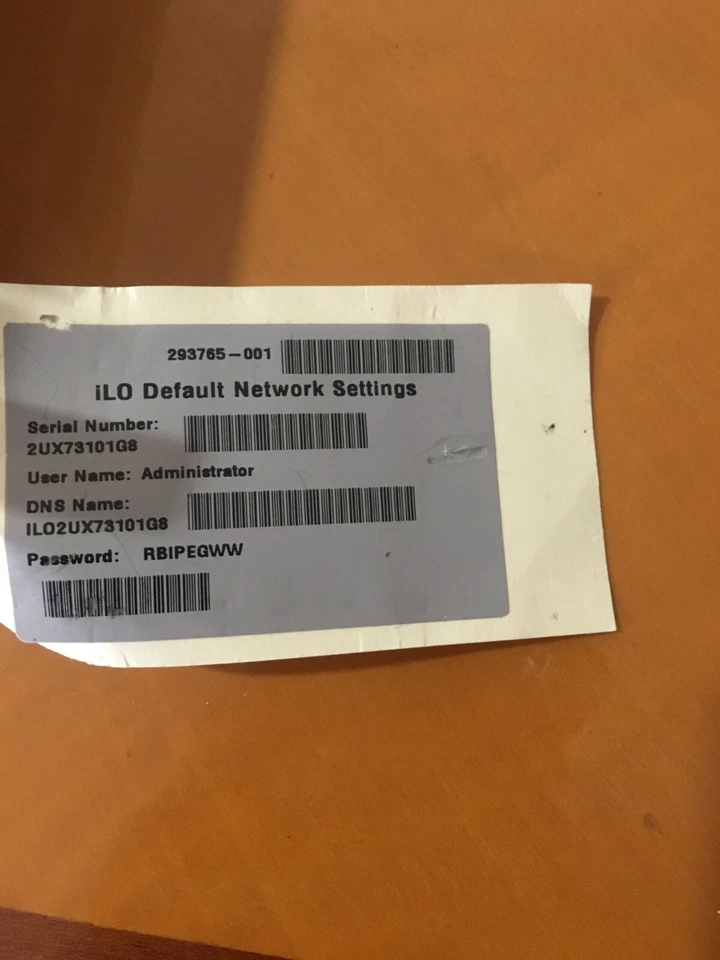 293765-001
iLO Default Network Settings
Serial Number:
2UX73101G8
User Name: Administrator
DNS Name:
ILO2UX73101G8
Password: RBIPEGWW